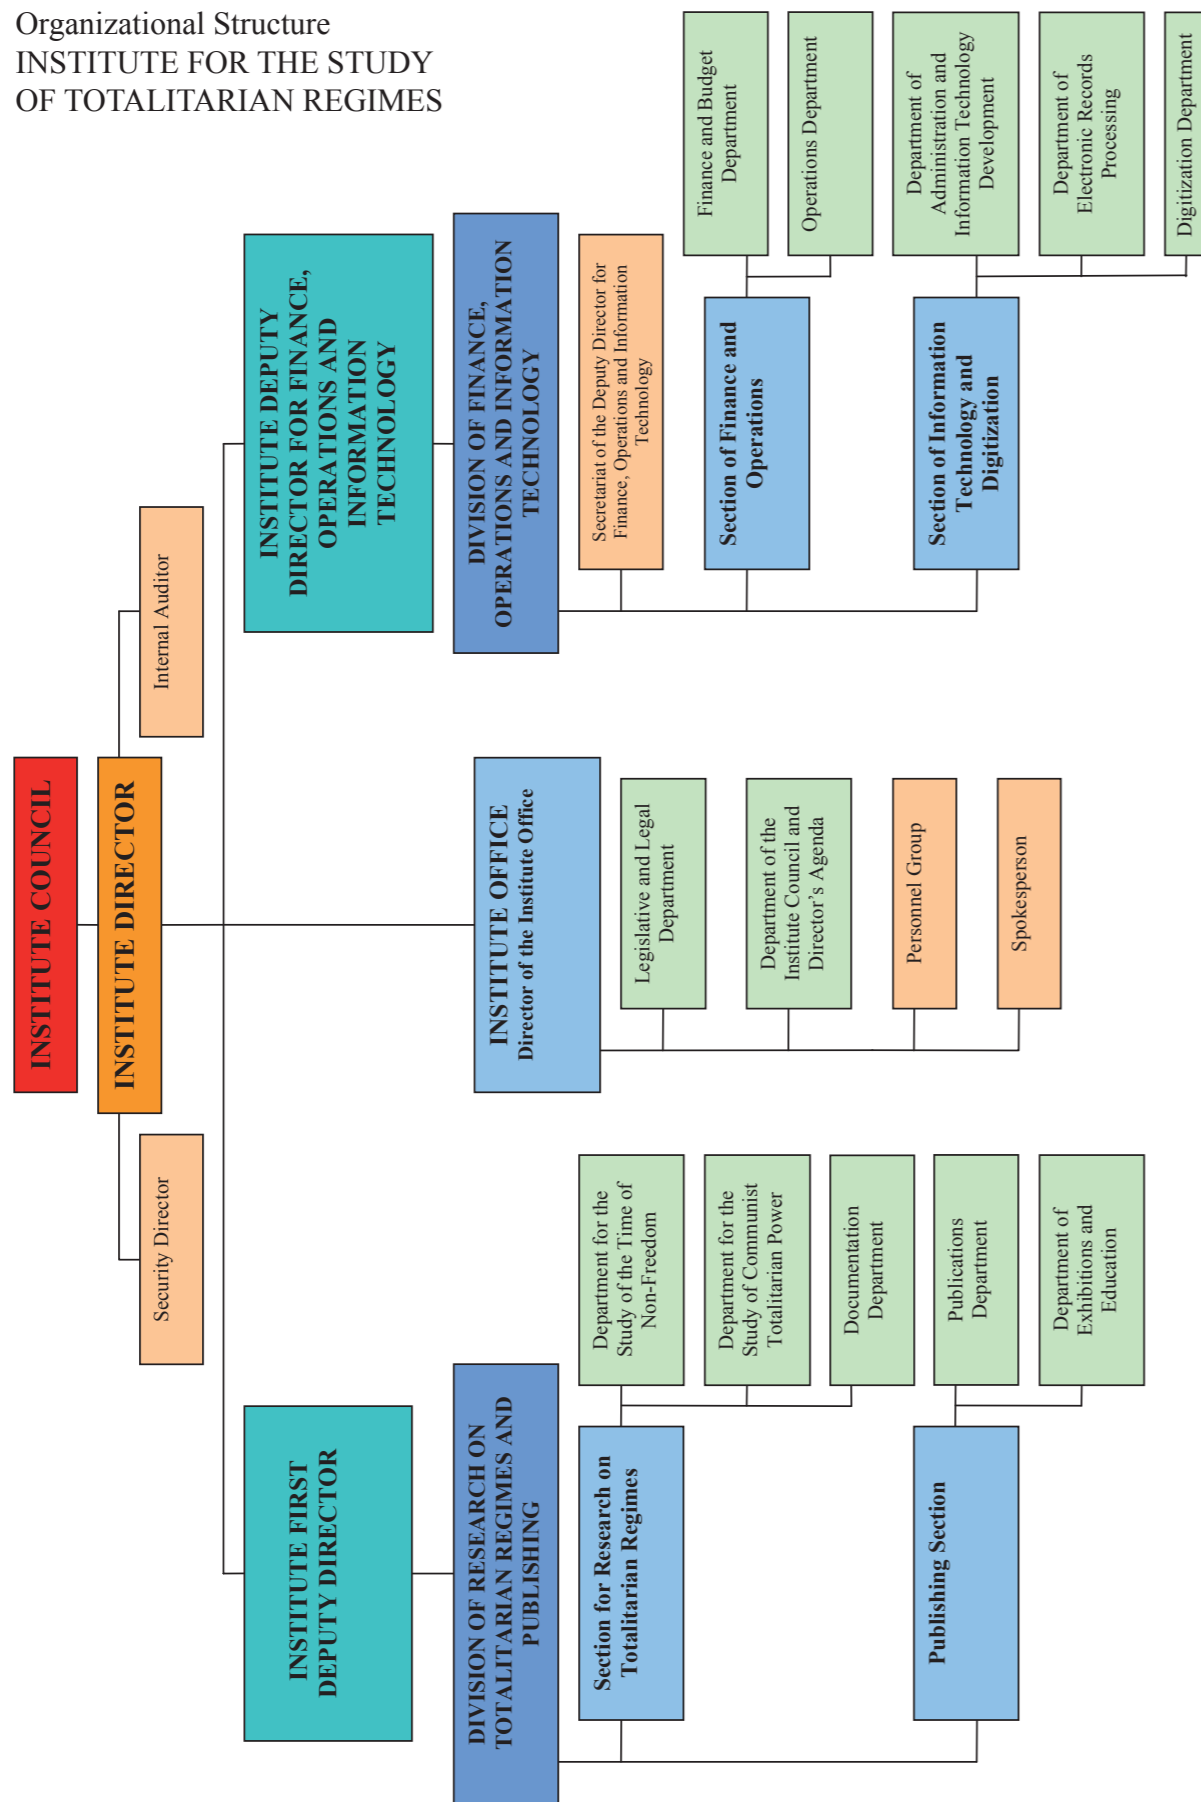 Organizational Structure
INSTITUTE FOR THE STUDY
OF TOTALITARIAN REGIMES
INSTITUTE COUNCIL
INSTITUTE DIRECTOR
Security Director
Internal Auditor
INSTITUTE FIRST
DEPUTY DIRECTOR
DIVISION OF RESEARCH ON
TOTALITARIAN REGIMES AND
PUBLISHING
Section for Research on
Totalitarian Regimes
Department for the
Study of the Time of
Non-Freedom
Department for the
Study of Communist
Totalitarian Power
Documentation
Department
Publishing Section
Publications
Department
Department of
Exhibitions and
Education
INSTITUTE OFFICE
Director of the Institute Office
Legislative and Legal
Department
Department of the
Institute Council and
Director’s Agenda
Personnel Group
Spokesperson
INSTITUTE DEPUTY
DIRECTOR FOR FINANCE,
OPERATIONS AND
INFORMATION
TECHNOLOGY
DIVISION OF FINANCE,
OPERATIONS AND INFORMATION
TECHNOLOGY
Secretariat of the Deputy Director for
Finance, Operations and Information
Technology
Section of Finance and
Operations
Finance and Budget
Department
Operations Department
Section of Information
Technology and
Digitization
Department of
Administration and
Information Technology
Development
Department of
Electronic Records
Processing
Digitization Department